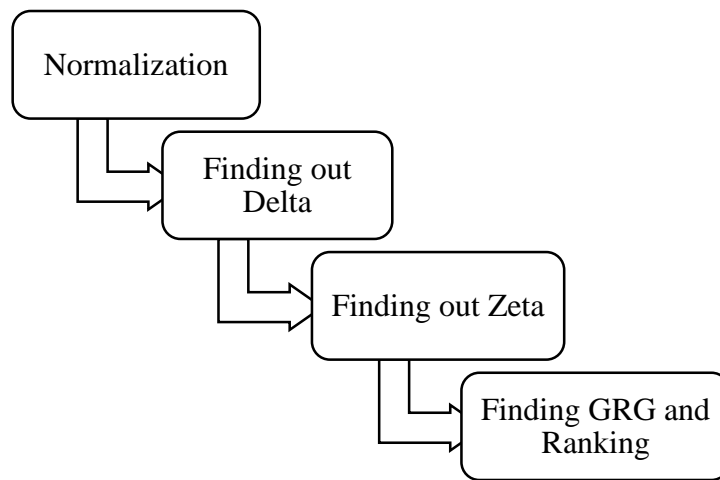 Normalization
Finding out
Delta
Finding out Zeta
Finding GRG and
Ranking